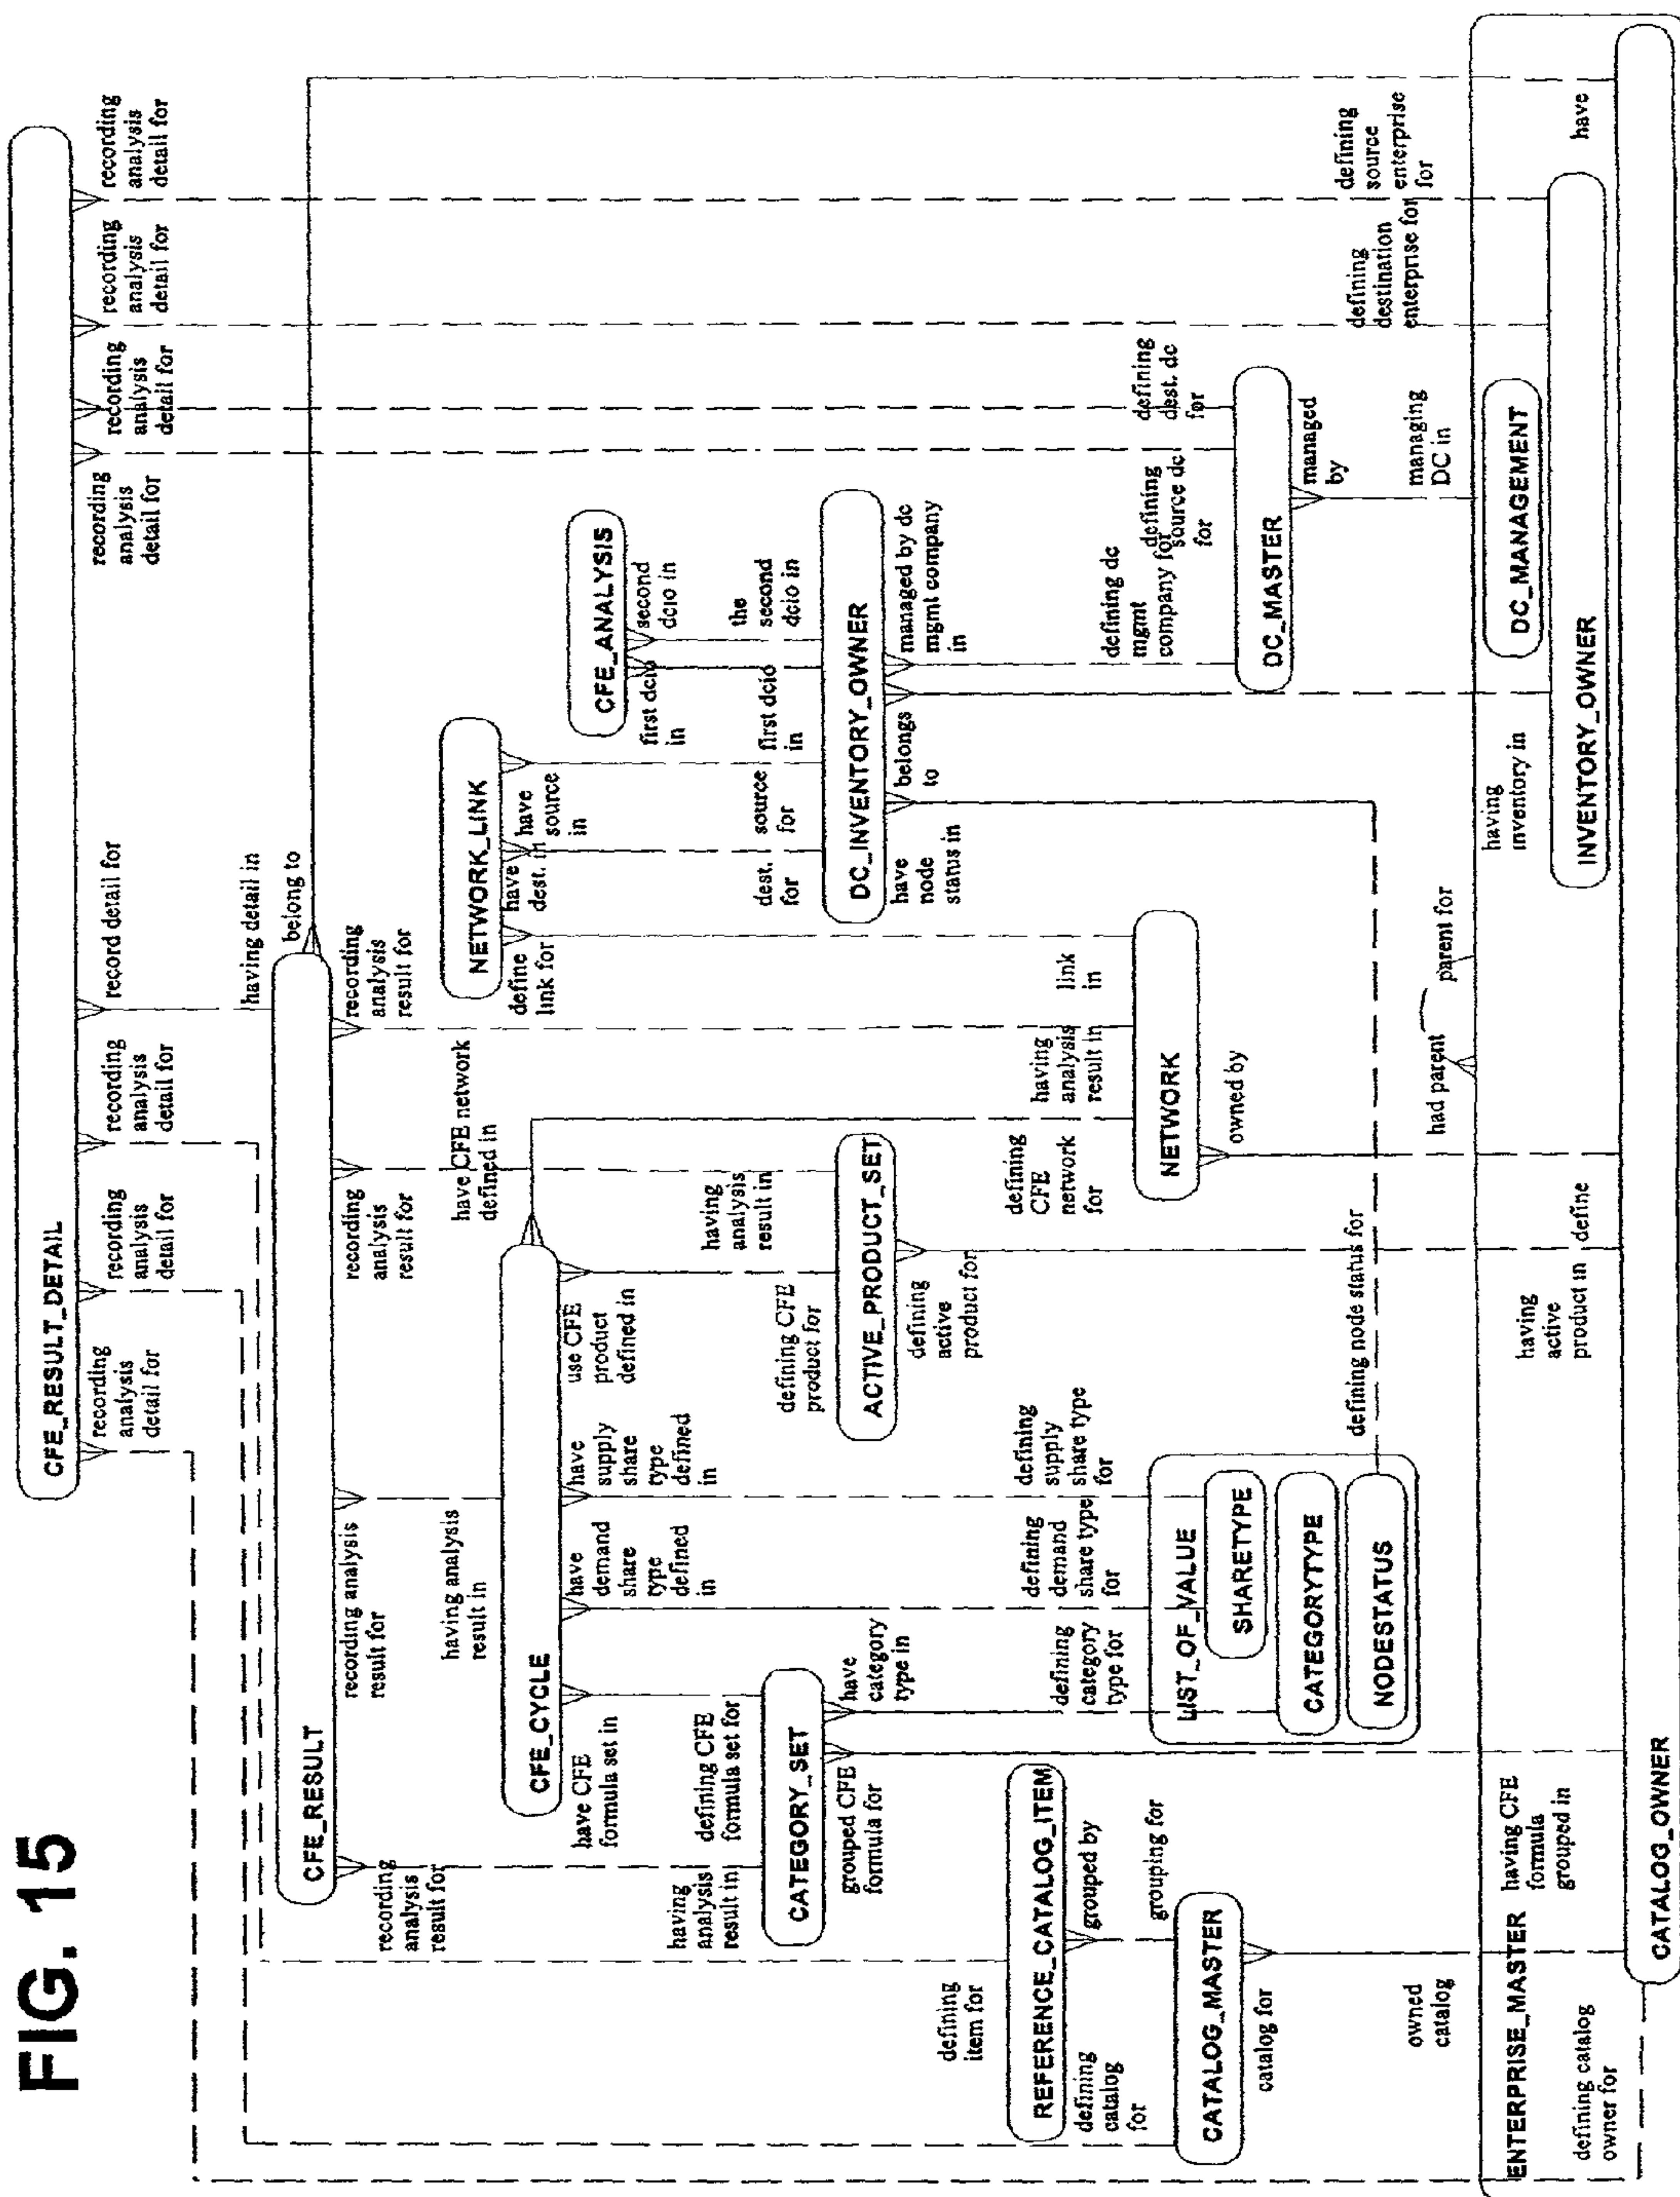 FIG. 15
CFE_RESULT_DETAIL
recording
analysis
detail for
recording
analysis
detail for
recording
analysis
detail for
record detail for
recording
analysis
detail for
recording
analysis
detail for
recording
analysis
detail for
recording
analysis
detail for
having detail in
belong to
CFE_RESULT
recording
analysis
result for
recording analysis
result for
recording
analysis
result for
recording
analysis
result for
having analysis
result in
have CFE network
defined in
CFE_CYCLE
have CFE
formula set in
have
demand
share
type
defined
in
have
supply
share
type
defined
in
use CFE
product
defined in
NETWORK_LINK
define
link for
have
dest. in
have
source
in
CFE_ANALYSIS
first dcio
in
second
dcio in
having
analysis
result in
defining CFE
formula set for
defining CFE
product for
having
analysis
result in
dest.
for
source
for
first dcio
in
the
second
dcio in
CATEGORY_SET
grouped CFE
formula for
have
category
type in
ACTIVE_PRODUCT_SET
defining
active
product for
DC_INVENTORY_OWNER
have
node
status in
belongs
to
managed by dc
mgmt company
in
defining
item for
REFERENCE_CATALOG_ITEM
defining
catalog
for
grouped by
grouping for
defining
category
type for
defining
demand
share type
for
defining
supply
share type
for
defining
CFE
network
for
having
analysis
result in
link
in
defining dc
mgmt
company for
defining
source dc
for
defining
dest. dc
for
CATALOG_MASTER
catalog for
LIST_OF_VALUE
SHARETYPE
CATEGORYTYPE
NODESTATUS
NETWORK
owned by
DC_MASTER
managed
by
defining
destination
enterprise for
defining
source
enterprise
for
defining node status for
owned
catalog
had parent
parent for
managing
DC in
ENTERPRISE_MASTER
having CFE
formula
grouped in
having
active
product in
define
having
inventory in
DC_MANAGEMENT
have
defining catalog
owner for
INVENTORY_OWNER
CATALOG_OWNER